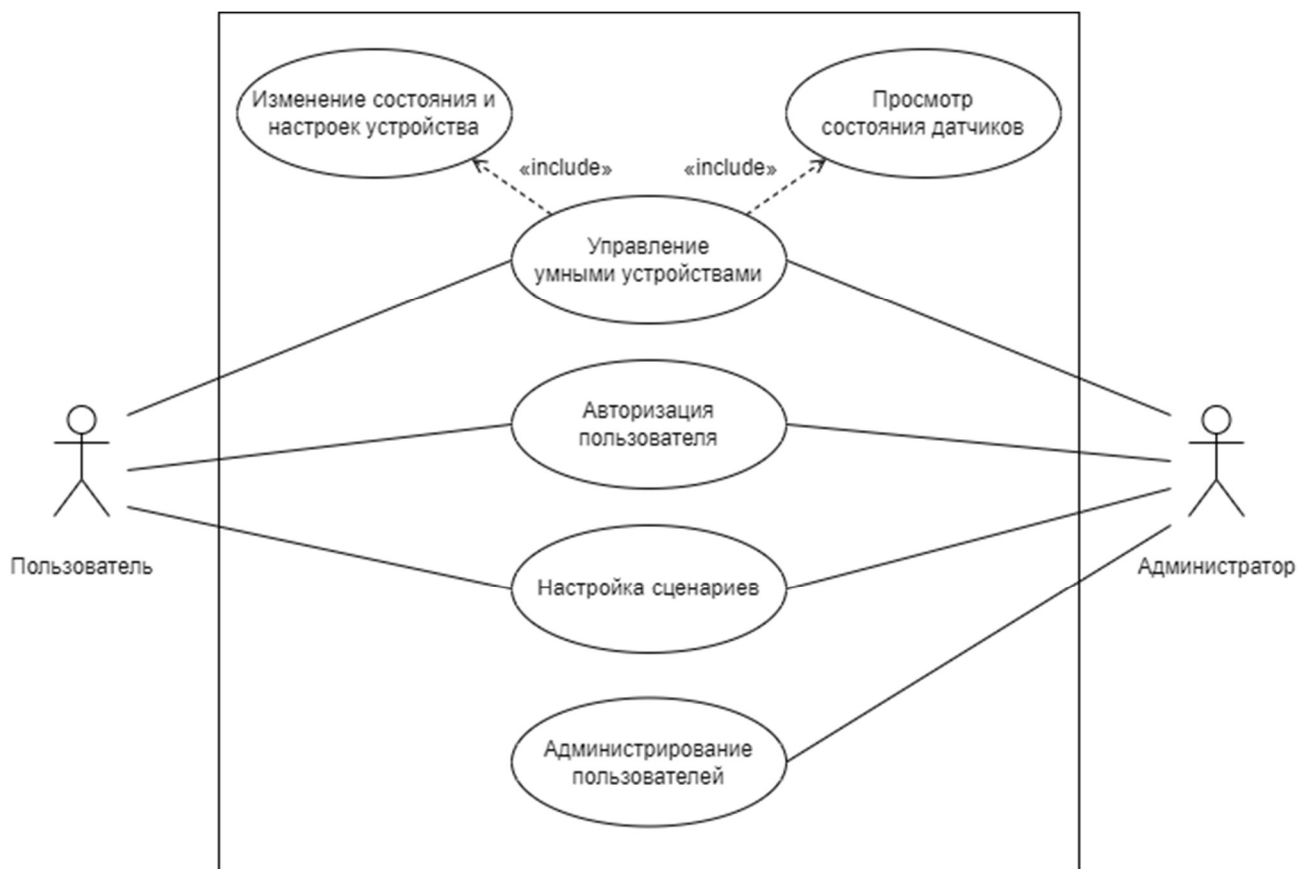 Изменение состояния и
настроек устройства
Просмотр
состояния датчиков
«include»
«include»
Управление
умными устройствами
Авторизация
пользователя
Пользователь
Администратор
Настройка сценариев
Администрирование
пользователей